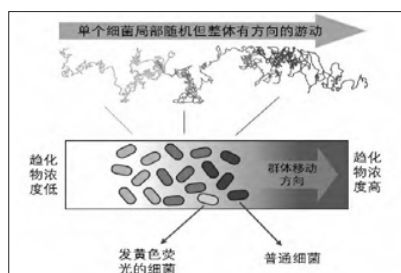 单个细菌局部随机但整体有方向的游动
趋化
物浓
度低
群体移动
方向
趋化
物浓
度高
发黄色荧
光的细菌
普通细菌